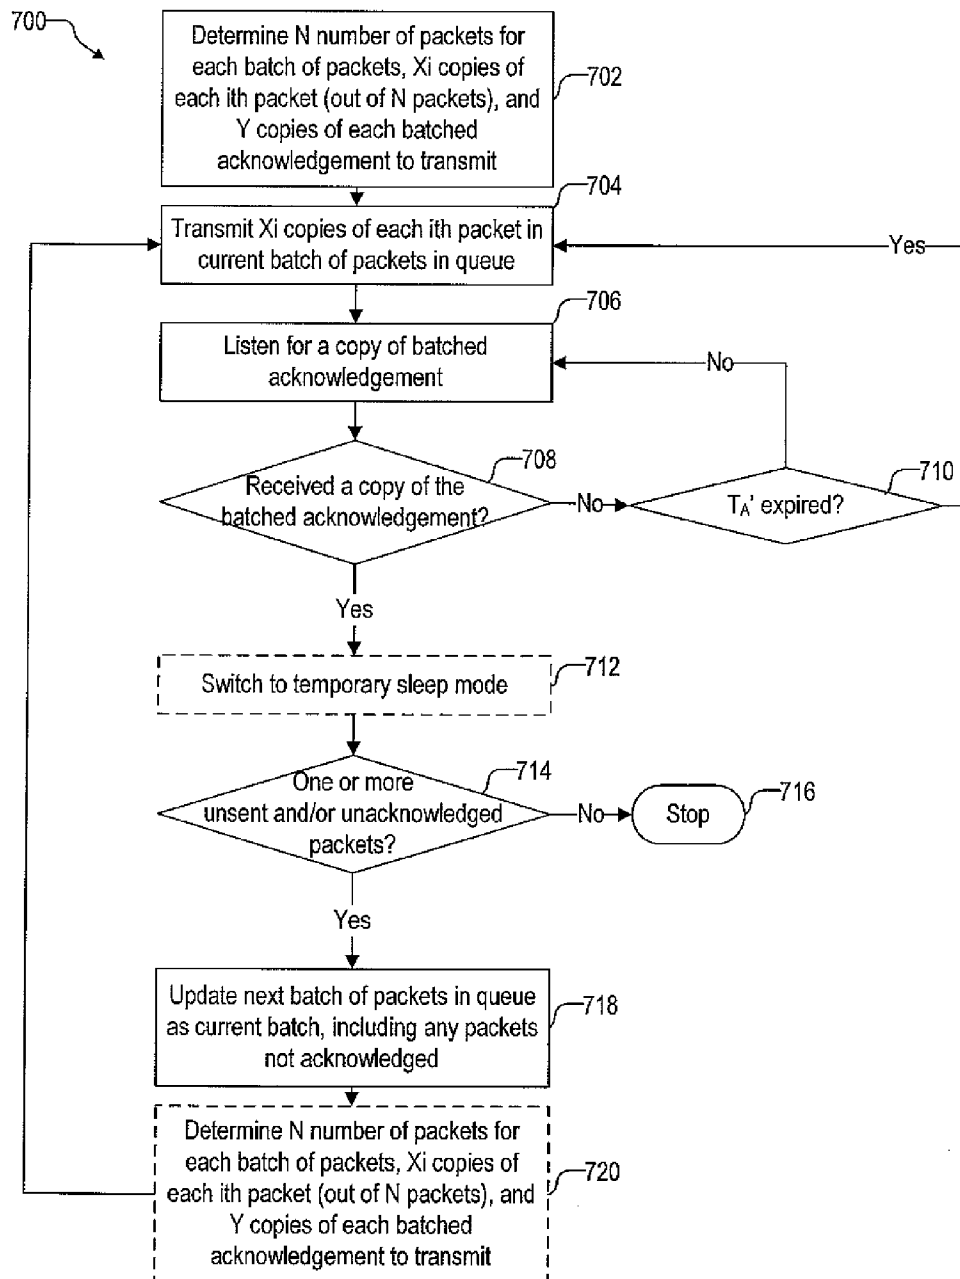 700
Determine N number of packets for
each batch of packets, Xi copies of
each ith packet (out of N packets), and
Y copies of each batched
acknowledgement to transmit
702
704
Transmit Xi copies of each ith packet in
current batch of packets in queue
Yes
706
Listen for a copy of batched
acknowledgement
No
708
Received a copy of the
batched acknowledgement?
No
710
TA' expired?
Yes
Switch to temporary sleep mode
712
714
One or more
unsent and/or unacknowledged
packets?
No
Stop
716
Yes
Update next batch of packets in queue
as current batch, including any packets
not acknowledged
718
Determine N number of packets for
each batch of packets, Xi copies of
each ith packet (out of N packets), and
Y copies of each batched
acknowledgement to transmit
720